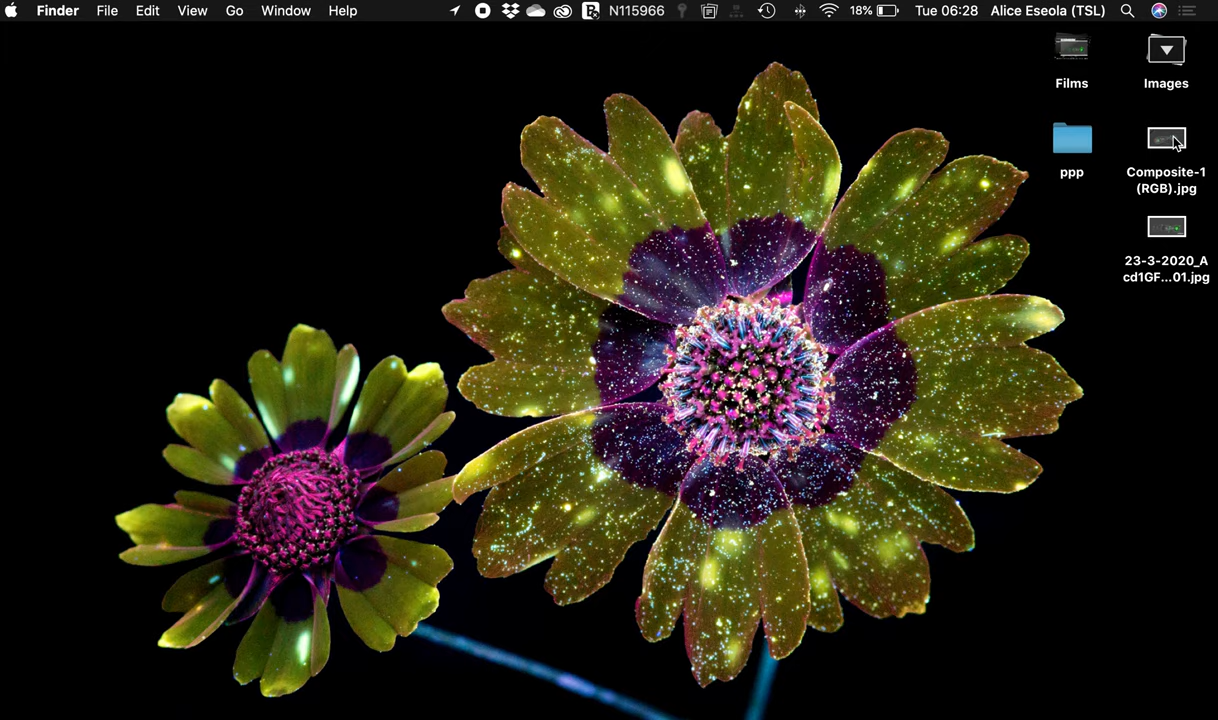 Finder File Edit View Go Window Help N115966 18% Tue 06:28 Alice Eseola (TSL)
Films
Images
ppp
Composite-1
(RGB).jpg
23-3-2020_A
cd1GF...01.jpg